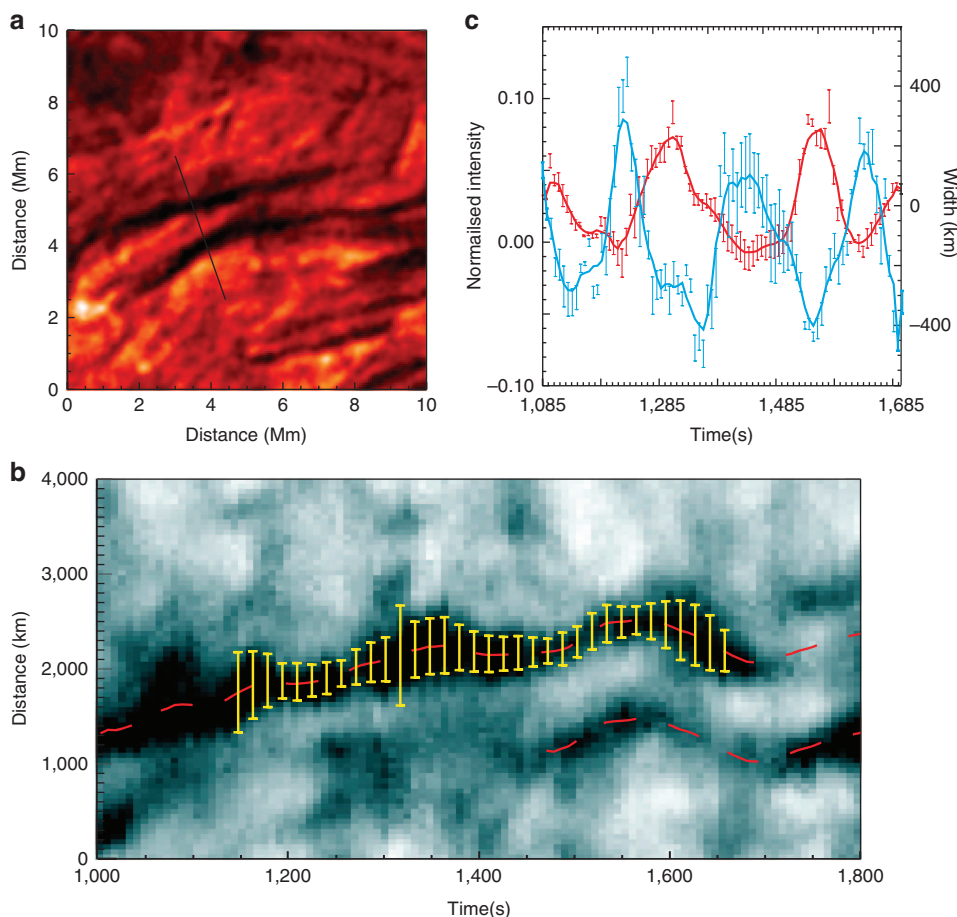 a
10
8
6
4
2
0
Distance (Mm)
0 2 4 6 8 10
Distance (Mm)
c
0.10
0.00
−0.10
Normalised intensity
400
0
−400
Width (km)
1,085 1,285 1,485 1,685
Time(s)
b
4,000
3,000
2,000
1,000
0
Distance (km)
1,000 1,200 1,400 1,600 1,800
Time(s)